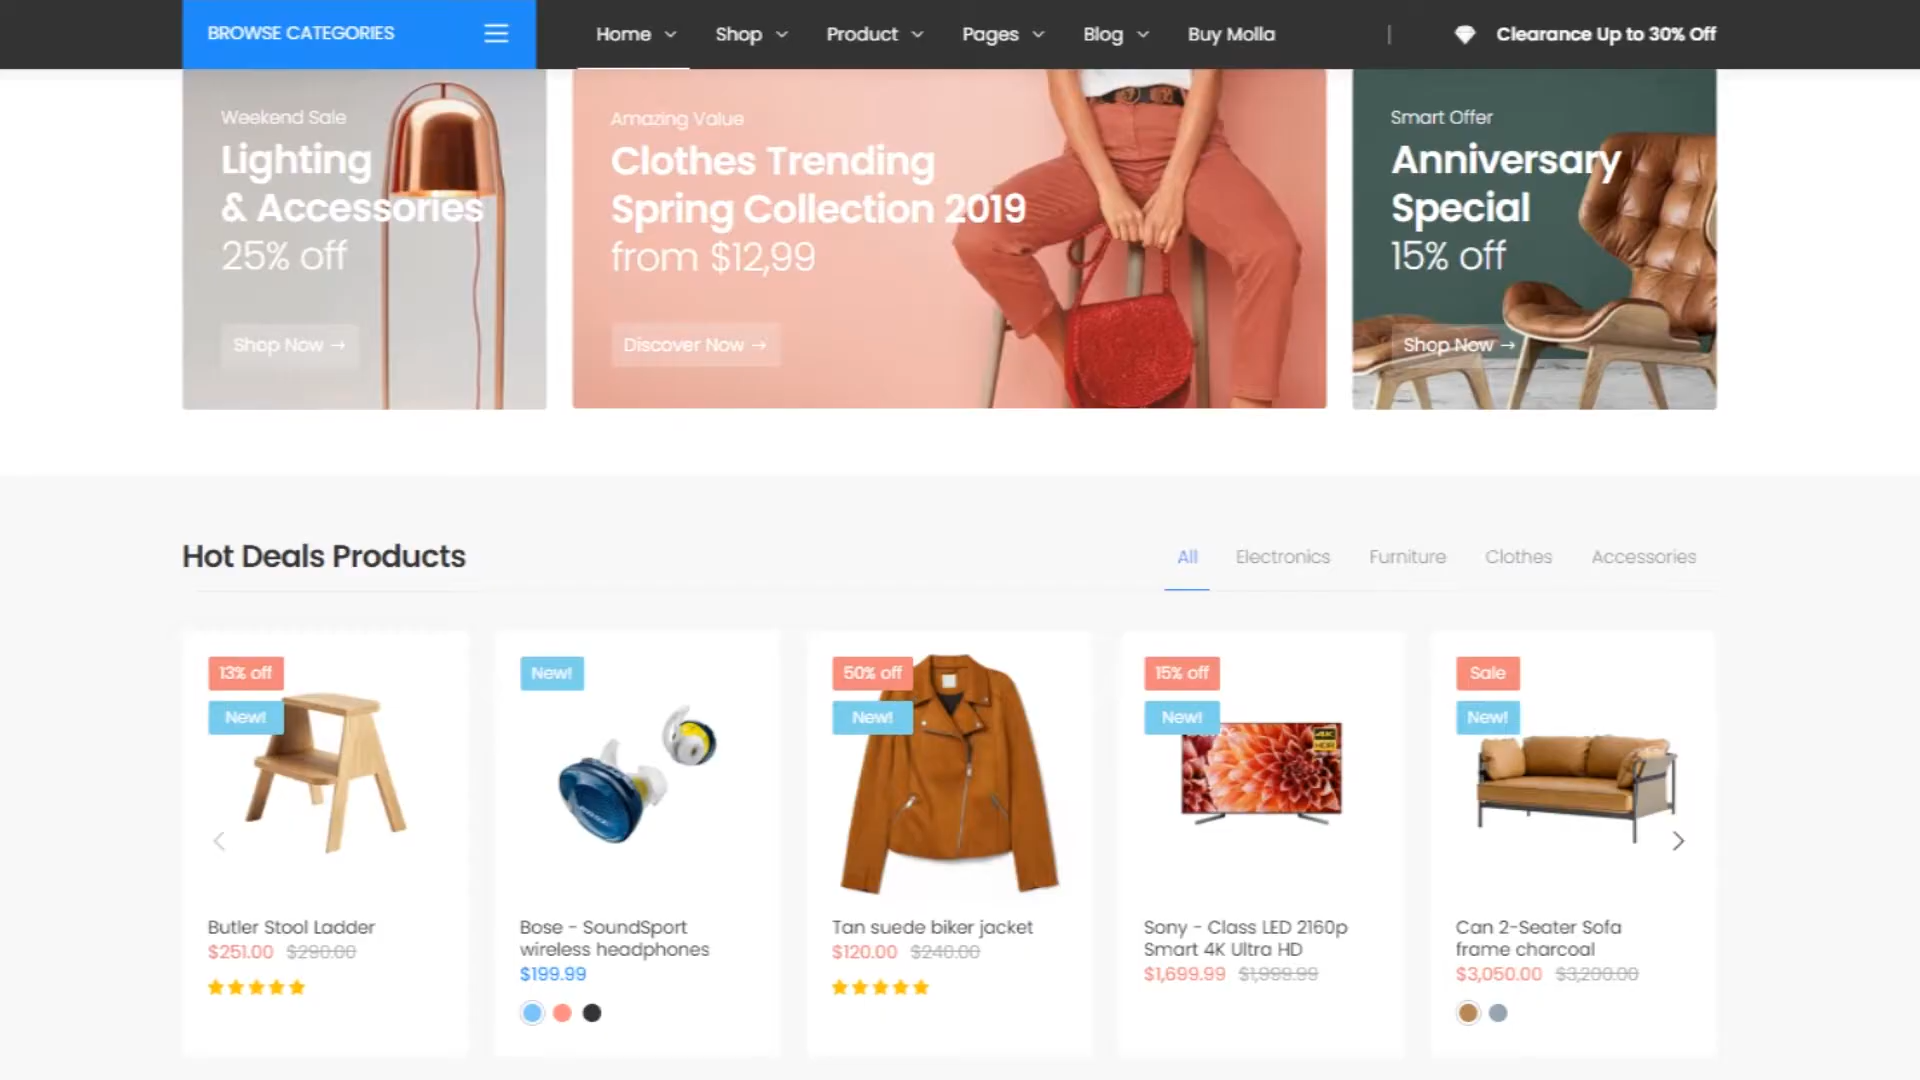 BROWSE CATEGORIES
Home
Shop
Product
Pages
Blog
Buy Molla
Clearance Up to 30% Off
Weekend Sale
Lighting
& Accessories
25% off
Shop Now →
Amazing Value
Clothes Trending
Spring Collection 2019
from $12,99
Discover Now →
Smart Offer
Anniversary
Special
15% off
Shop Now →
Hot Deals Products
All
Electronics
Furniture
Clothes
Accessories
13% off
New!
Butler Stool Ladder
$251.00 $290.00
New!
Bose - SoundSport
wireless headphones
$199.99
50% off
New!
Tan suede biker jacket
$120.00 $240.00
15% off
New!
4K
HDR
Sony - Class LED 2160p
Smart 4K Ultra HD
$1,699.99 $1,999.99
Sale
New!
Can 2-Seater Sofa
frame charcoal
$3,050.00 $3,200.00